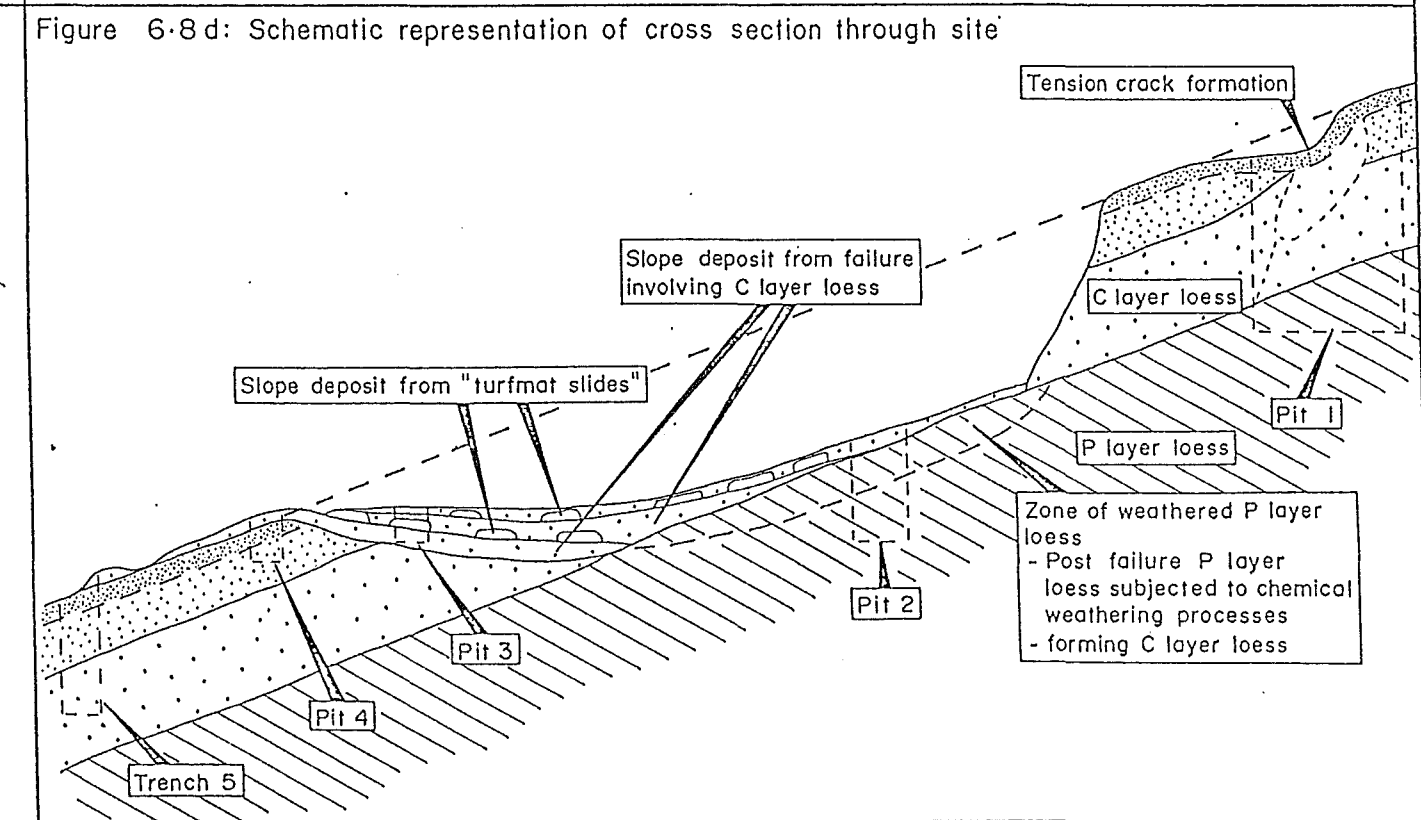 Figure 6·8d: Schematic representation of cross section through site
Tension crack formation
Slope deposit from failure
involving C layer loess
C layer loess
Slope deposit from "turfmat slides"
Pit 1
P layer loess
Zone of weathered P layer
loess
- Post failure P layer
loess subjected to chemical
weathering processes
- forming C layer loess
Pit 2
Pit 3
Pit 4
Trench 5